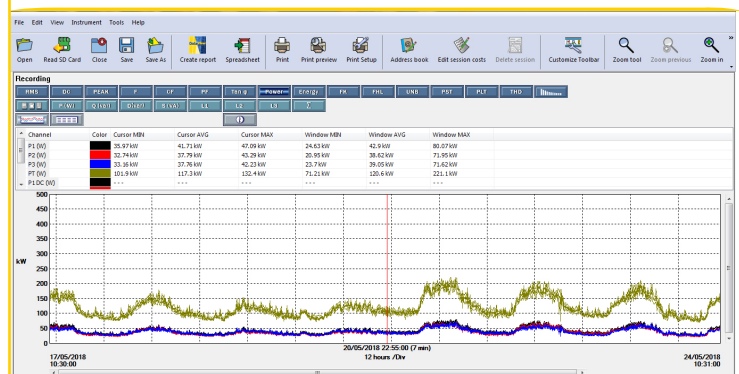 File Edit View Instrument Tools Help
Open Read SD Card Close Save Save As Create report Spreadsheet Print Print preview Print Setup Address book Edit session costs Delete session Customize Toolbar Zoom tool Zoom previous Zoom in
Recording
RMS DC PEAK F CF PF Tan φ Power Energy FK FHL UNB PST PLT THD
P (W) S (VA) L1 L2 L3 Σ
Channel Color Cursor MIN Cursor AVG Cursor MAX Window MIN Window AVG Window MAX
P1 (W) 35.97 kW 41.71 kW 47.09 kW 24.63 kW 42.9 kW 80.07 kW
P2 (W) 32.74 kW 37.79 kW 43.29 kW 20.95 kW 38.62 kW 71.95 kW
P3 (W) 33.16 kW 37.76 kW 42.23 kW 23.7 kW 39.05 kW 71.62 kW
PT (W) 101.9 kW 117.3 kW 132.4 kW 71.21 kW 120.6 kW 221.1 kW
P1 DC (W) - - - - - - - - - - - - - - - - - -
500
450
400
350
300
kW 250
200
150
100
50
0
17/05/2018 20/05/2018 22:55:00 (7 min) 24/05/2018
10:30:00 12 hours /Div 10:31:00